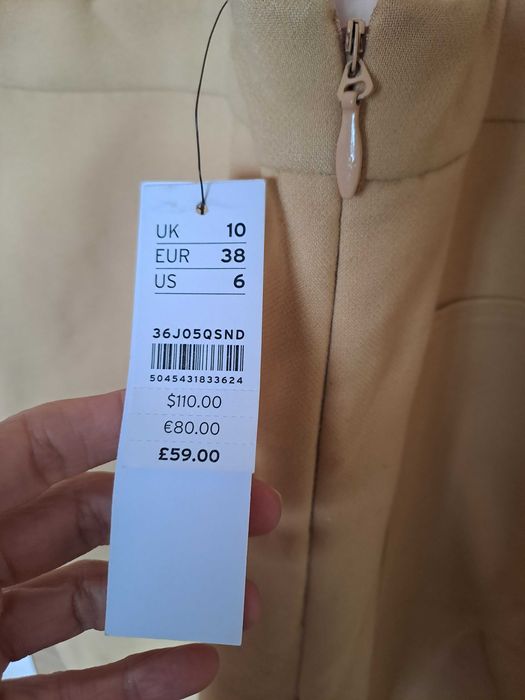 UK 10
EUR 38
US 6
36J05QSND
5045431833624
$110.00
€80.00
£59.00